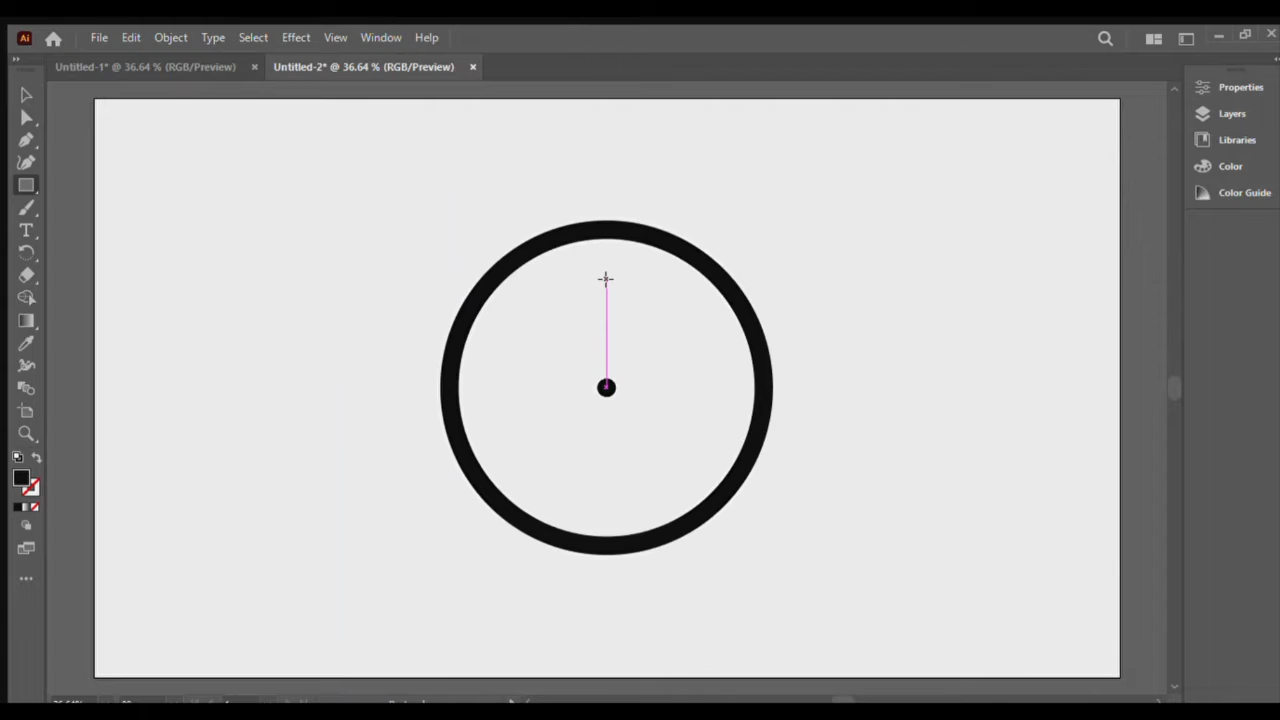 Ai File Edit Object Type Select Effect View Window Help
Untitled-1* @ 36.64 % (RGB/Preview) Untitled-2* @ 36.64 % (RGB/Preview)
Properties
Layers
Libraries
Color
Color Guide